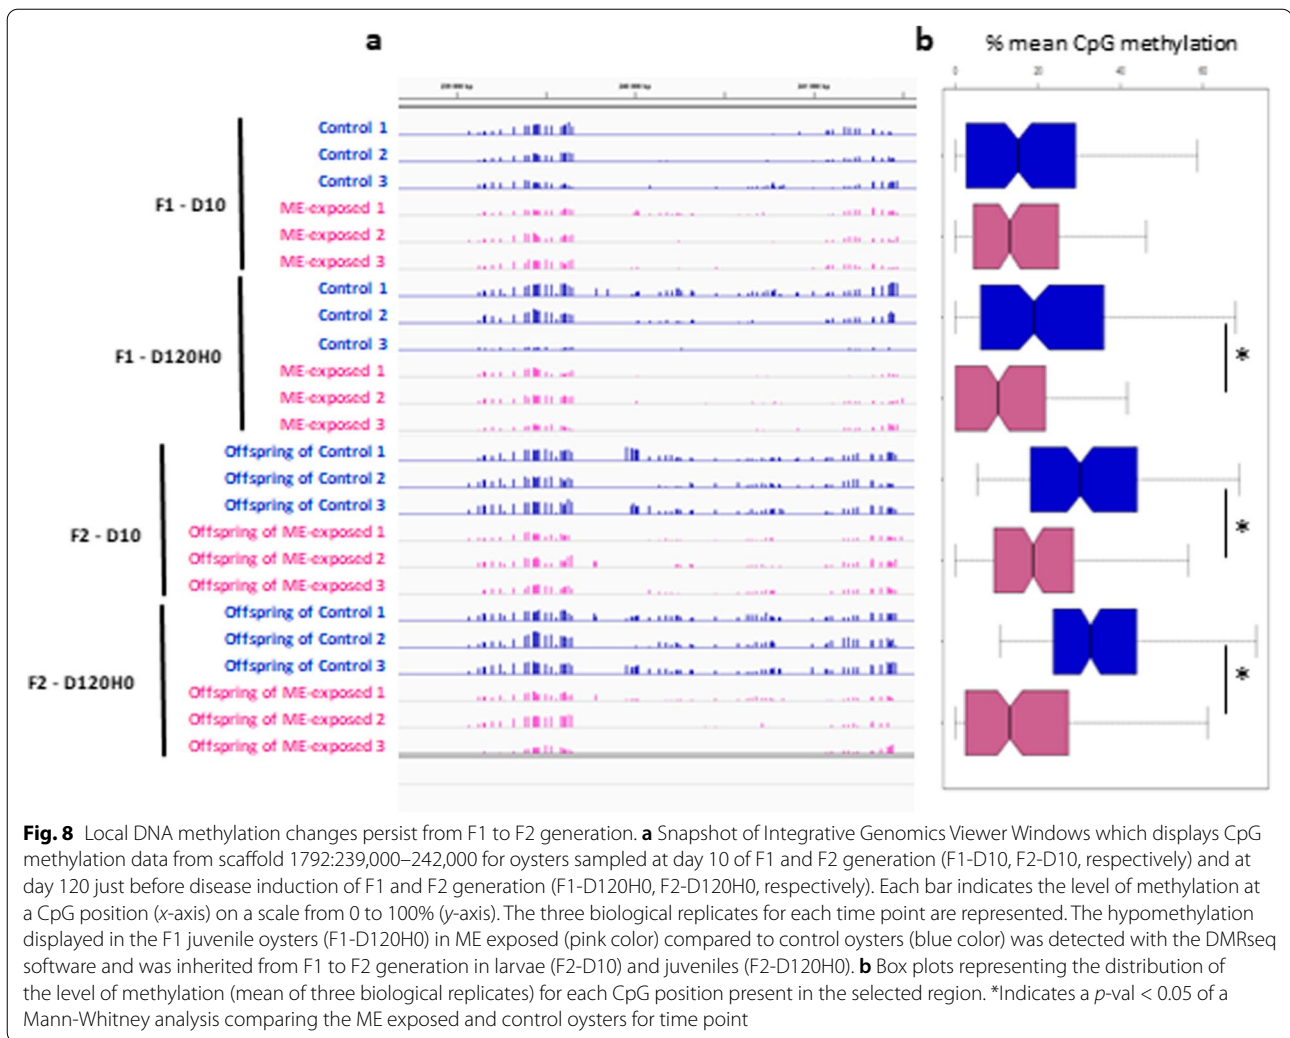 a
b
% mean CpG methylation
0 20 40 60
239 000 bp 240 000 bp 241 000 bp
F1 - D10
Control 1
Control 2
Control 3
ME-exposed 1
ME-exposed 2
ME-exposed 3
F1 - D120H0
Control 1
Control 2
Control 3
ME-exposed 1
ME-exposed 2
ME-exposed 3
*
F2 - D10
Offspring of Control 1
Offspring of Control 2
Offspring of Control 3
Offspring of ME-exposed 1
Offspring of ME-exposed 2
Offspring of ME-exposed 3
*
F2 - D120H0
Offspring of Control 1
Offspring of Control 2
Offspring of Control 3
Offspring of ME-exposed 1
Offspring of ME-exposed 2
Offspring of ME-exposed 3
*
Fig. 8 Local DNA methylation changes persist from F1 to F2 generation. a Snapshot of Integrative Genomics Viewer Windows which displays CpG
methylation data from scaffold 1792:239,000–242,000 for oysters sampled at day 10 of F1 and F2 generation (F1-D10, F2-D10, respectively) and at
day 120 just before disease induction of F1 and F2 generation (F1-D120H0, F2-D120H0, respectively). Each bar indicates the level of methylation at
a CpG position (x-axis) on a scale from 0 to 100% (y-axis). The three biological replicates for each time point are represented. The hypomethylation
displayed in the F1 juvenile oysters (F1-D120H0) in ME exposed (pink color) compared to control oysters (blue color) was detected with the DMRseq
software and was inherited from F1 to F2 generation in larvae (F2-D10) and juveniles (F2-D120H0). b Box plots representing the distribution of
the level of methylation (mean of three biological replicates) for each CpG position present in the selected region. *Indicates a p-val < 0.05 of a
Mann-Whitney analysis comparing the ME exposed and control oysters for time point